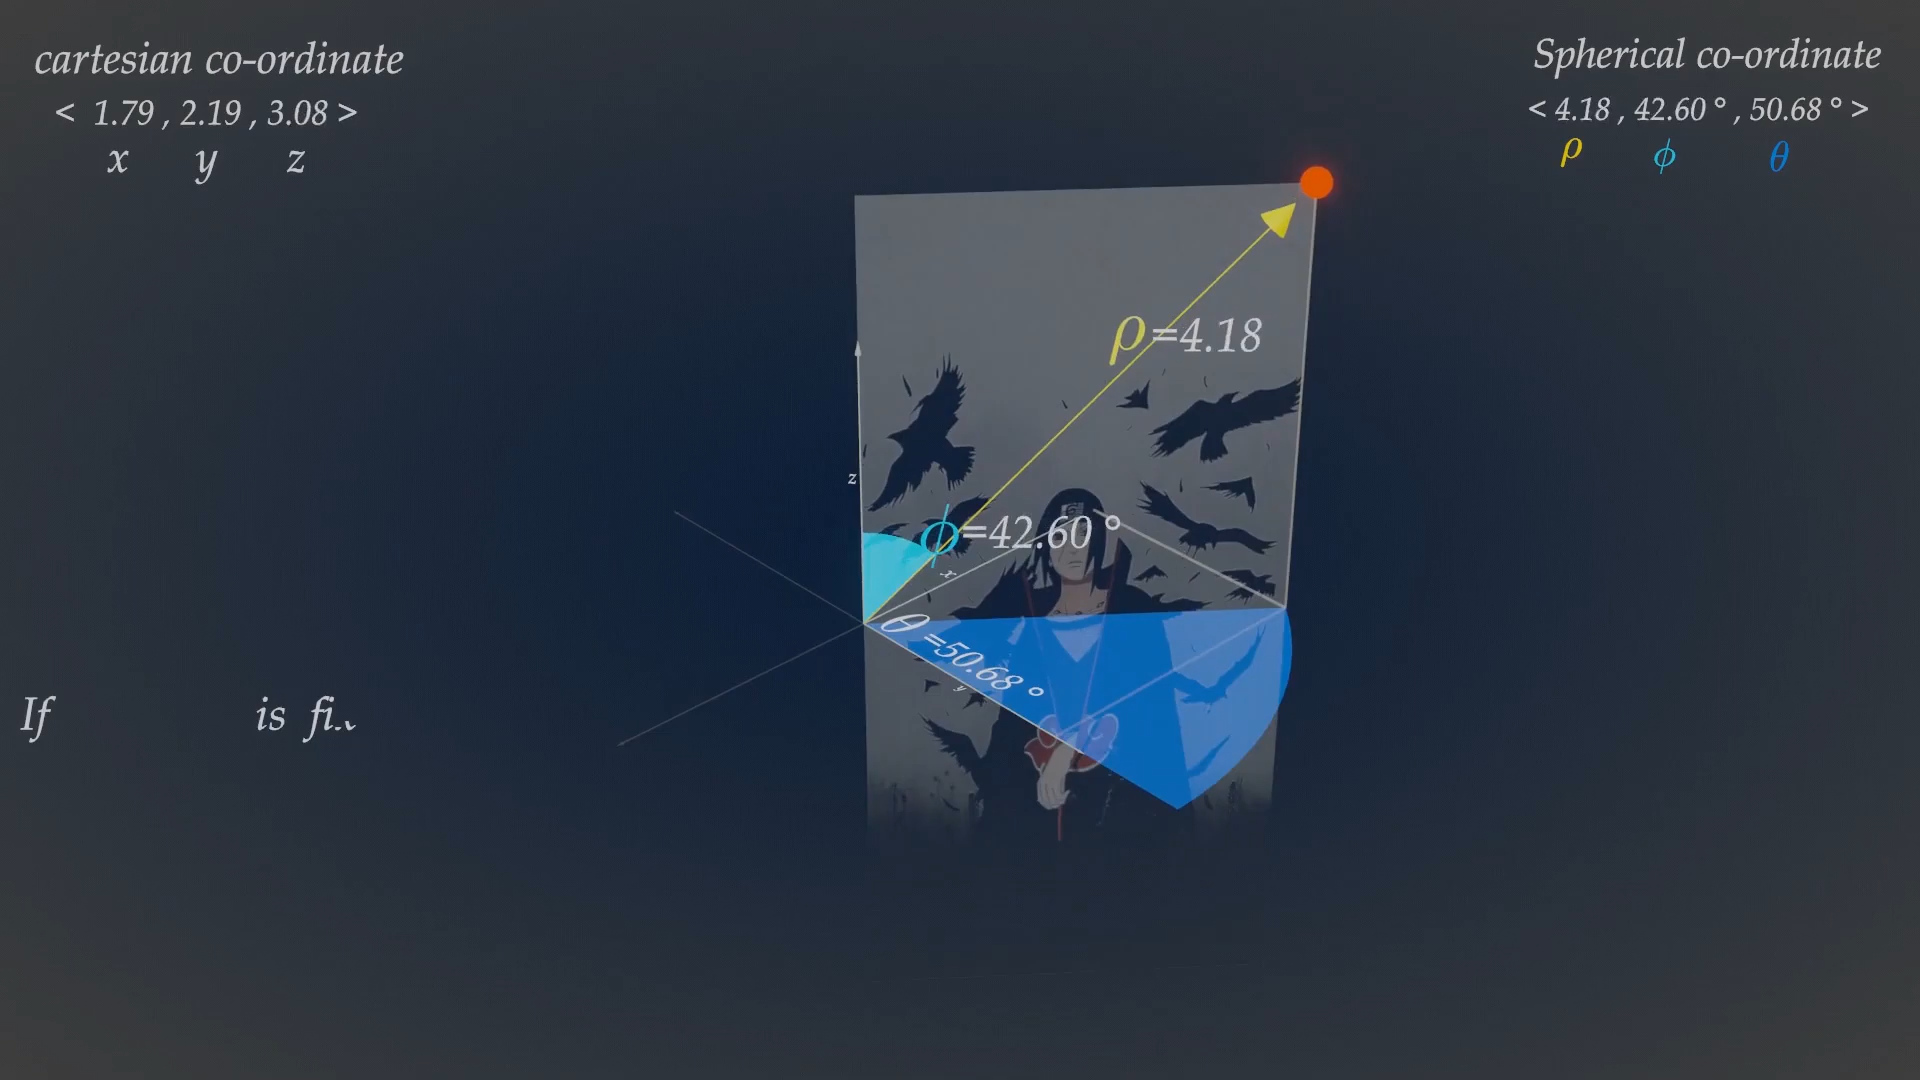 cartesian co-ordinate
< 1.79 , 2.19 , 3.08 >
x y z
Spherical co-ordinate
< 4.18 , 42.60 ° , 50.68 ° >
ρ ϕ θ
ρ=4.18
z
ϕ=42.60 °
x
θ=50.68 °
y
If is